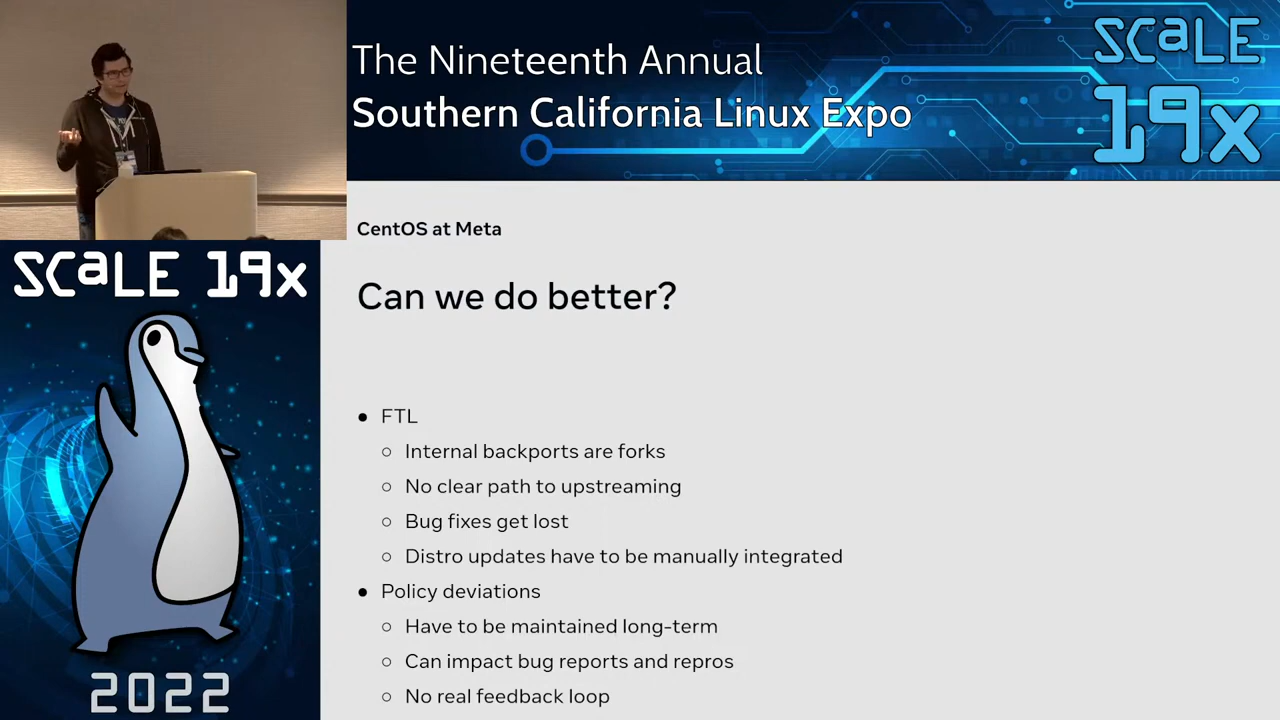 The Nineteenth Annual
Southern California Linux Expo
SCaLE
19x
SCaLE 19x
2022
CentOS at Meta
Can we do better?
● FTL
○ Internal backports are forks
○ No clear path to upstreaming
○ Bug fixes get lost
○ Distro updates have to be manually integrated
● Policy deviations
○ Have to be maintained long-term
○ Can impact bug reports and repros
○ No real feedback loop